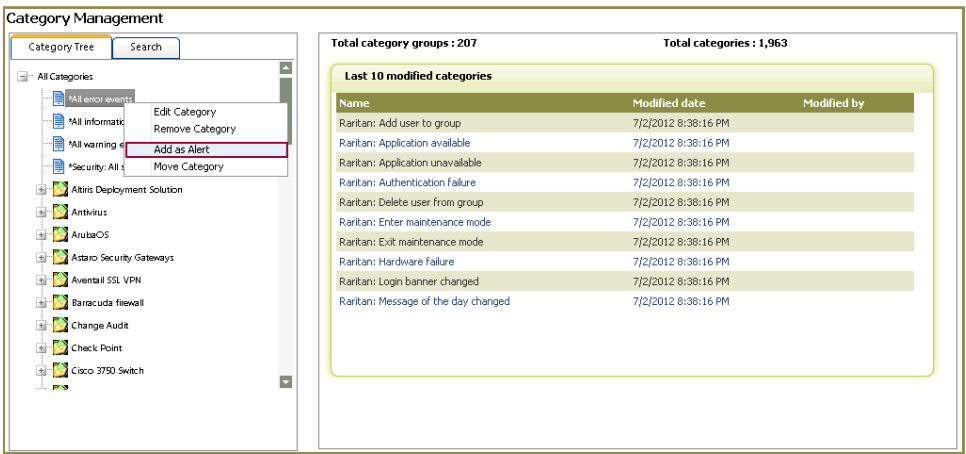 Category Management
Category Tree
Search
All Categories
*All error events
*All informatio
*All warning e
*Security: All s
Edit Category
Remove Category
Add as Alert
Move Category
Altiris Deployment Solution
Antivirus
ArubaOS
Astaro Security Gateways
Aventail SSL VPN
Barracuda firewall
Change Audit
Check Point
Cisco 3750 Switch
Total category groups : 207 Total categories : 1,963
Last 10 modified categories
Name Modified date Modified by
Raritan: Add user to group 7/2/2012 8:38:16 PM
Raritan: Application available 7/2/2012 8:38:16 PM
Raritan: Application unavailable 7/2/2012 8:38:16 PM
Raritan: Authentication failure 7/2/2012 8:38:16 PM
Raritan: Delete user from group 7/2/2012 8:38:16 PM
Raritan: Enter maintenance mode 7/2/2012 8:38:16 PM
Raritan: Exit maintenance mode 7/2/2012 8:38:16 PM
Raritan: Hardware failure 7/2/2012 8:38:16 PM
Raritan: Login banner changed 7/2/2012 8:38:16 PM
Raritan: Message of the day changed 7/2/2012 8:38:16 PM